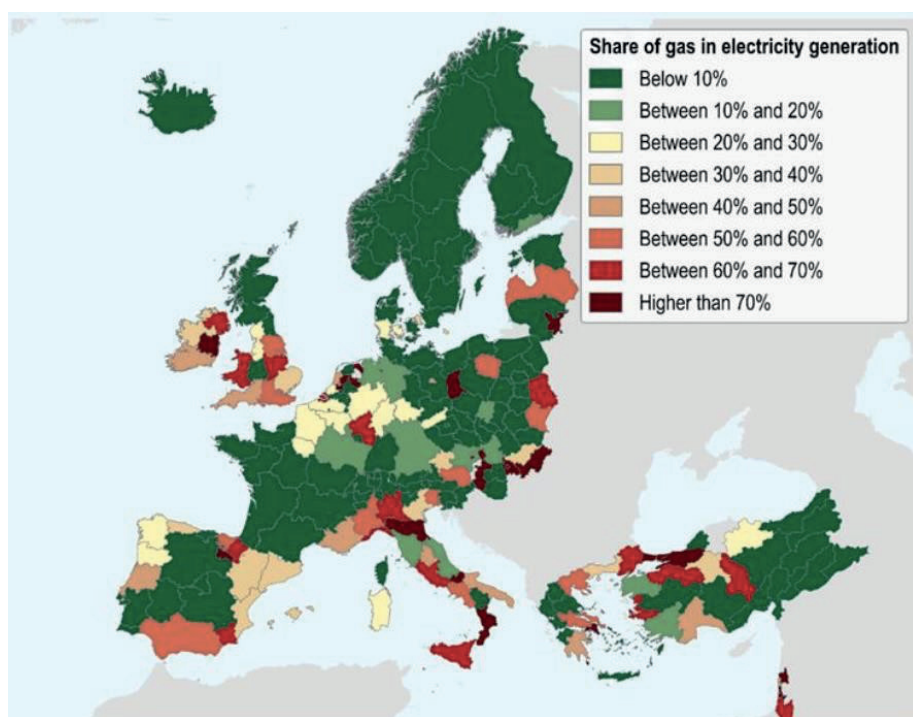 Share of gas in electricity generation
Below 10%
Between 10% and 20%
Between 20% and 30%
Between 30% and 40%
Between 40% and 50%
Between 50% and 60%
Between 60% and 70%
Higher than 70%